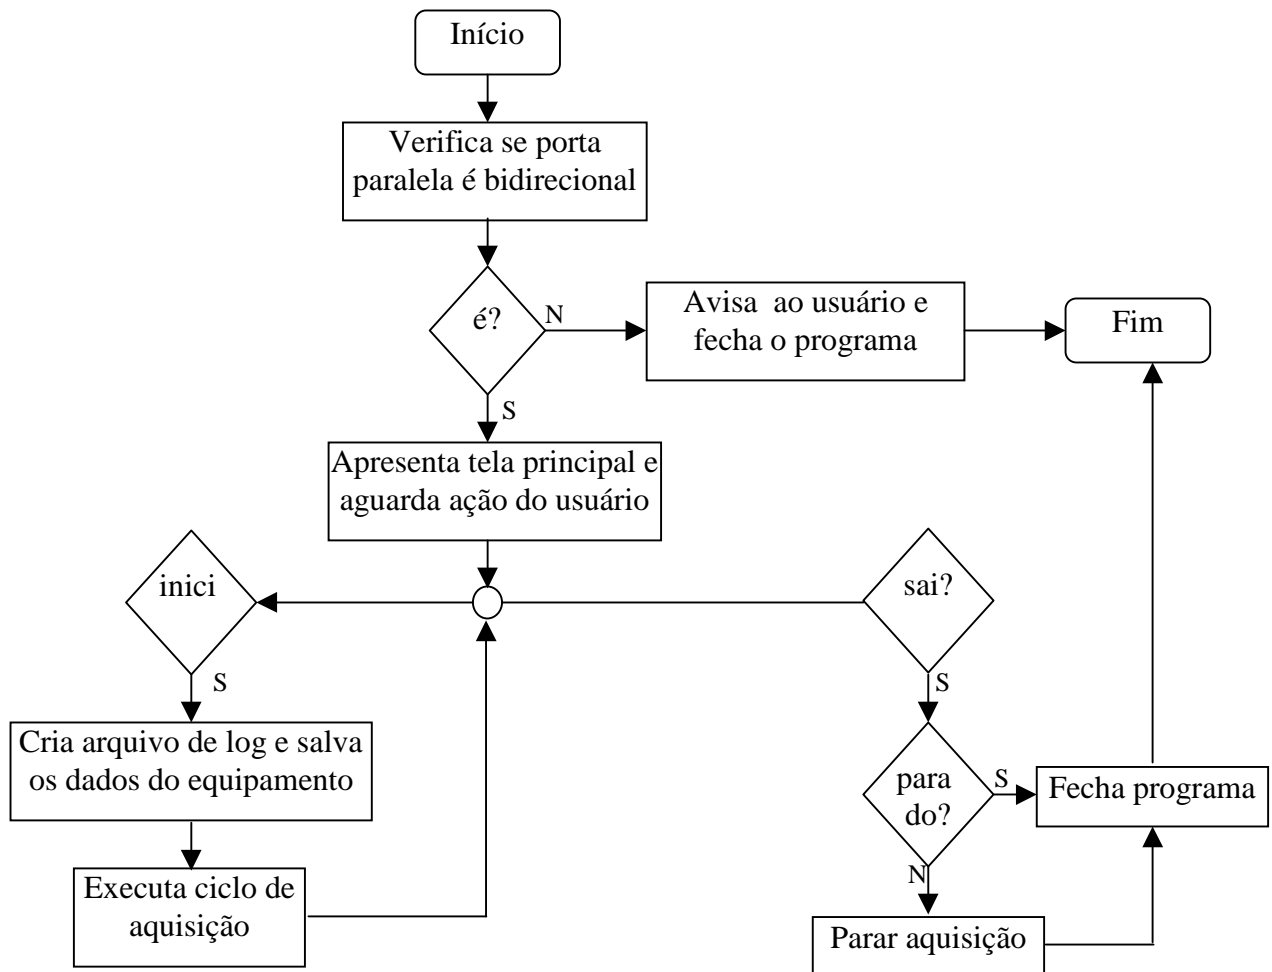 Início
Verifica se porta
paralela é bidirecional
é?
N
Avisa ao usuário e
fecha o programa
Fim
S
Apresenta tela principal e
aguarda ação do usuário
inici
sai?
S
S
Cria arquivo de log e salva
os dados do equipamento
para
do?
S
Fecha programa
N
Executa ciclo de
aquisição
Parar aquisição